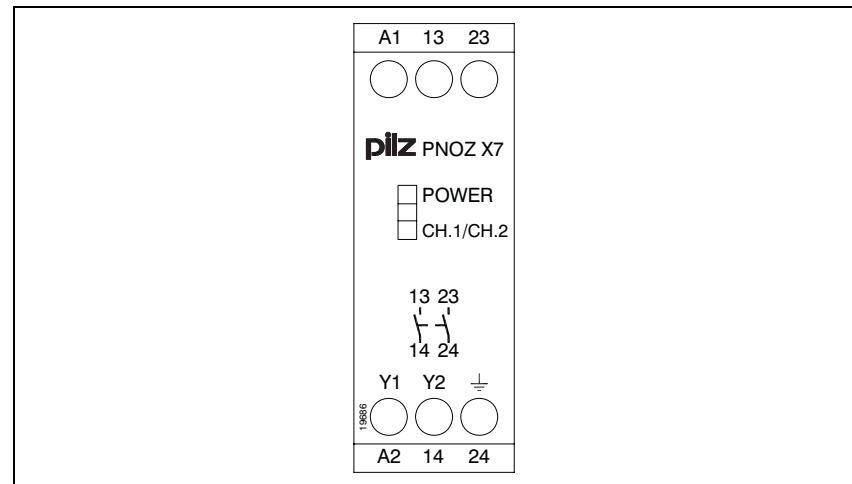 A1 13 23
pilz PNOZ X7
POWER
CH.1/CH.2
13 23
14 24
Y1 Y2
19686
A2 14 24